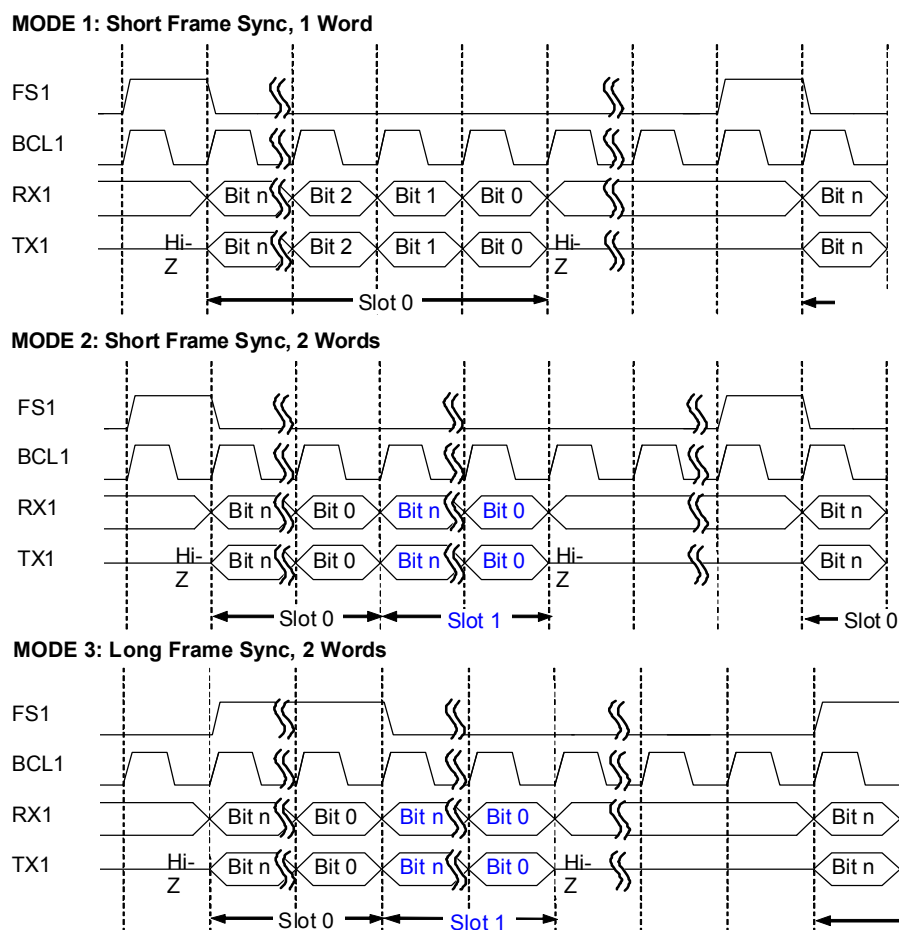 MODE 1: Short Frame Sync, 1 Word
FS1
BCL1
RX1 Bit n Bit 2 Bit 1 Bit 0 Bit n
TX1 Hi-Z Bit n Bit 2 Bit 1 Bit 0 Hi-Z Bit n
Slot 0
MODE 2: Short Frame Sync, 2 Words
FS1
BCL1
RX1 Bit n Bit 0 Bit n Bit 0 Bit n
TX1 Hi-Z Bit n Bit 0 Bit n Bit 0 Hi-Z Bit n
Slot 0 Slot 1 Slot 0
MODE 3: Long Frame Sync, 2 Words
FS1
BCL1
RX1 Bit n Bit 0 Bit n Bit 0 Bit n
TX1 Hi-Z Bit n Bit 0 Bit n Bit 0 Hi-Z Bit n
Slot 0 Slot 1